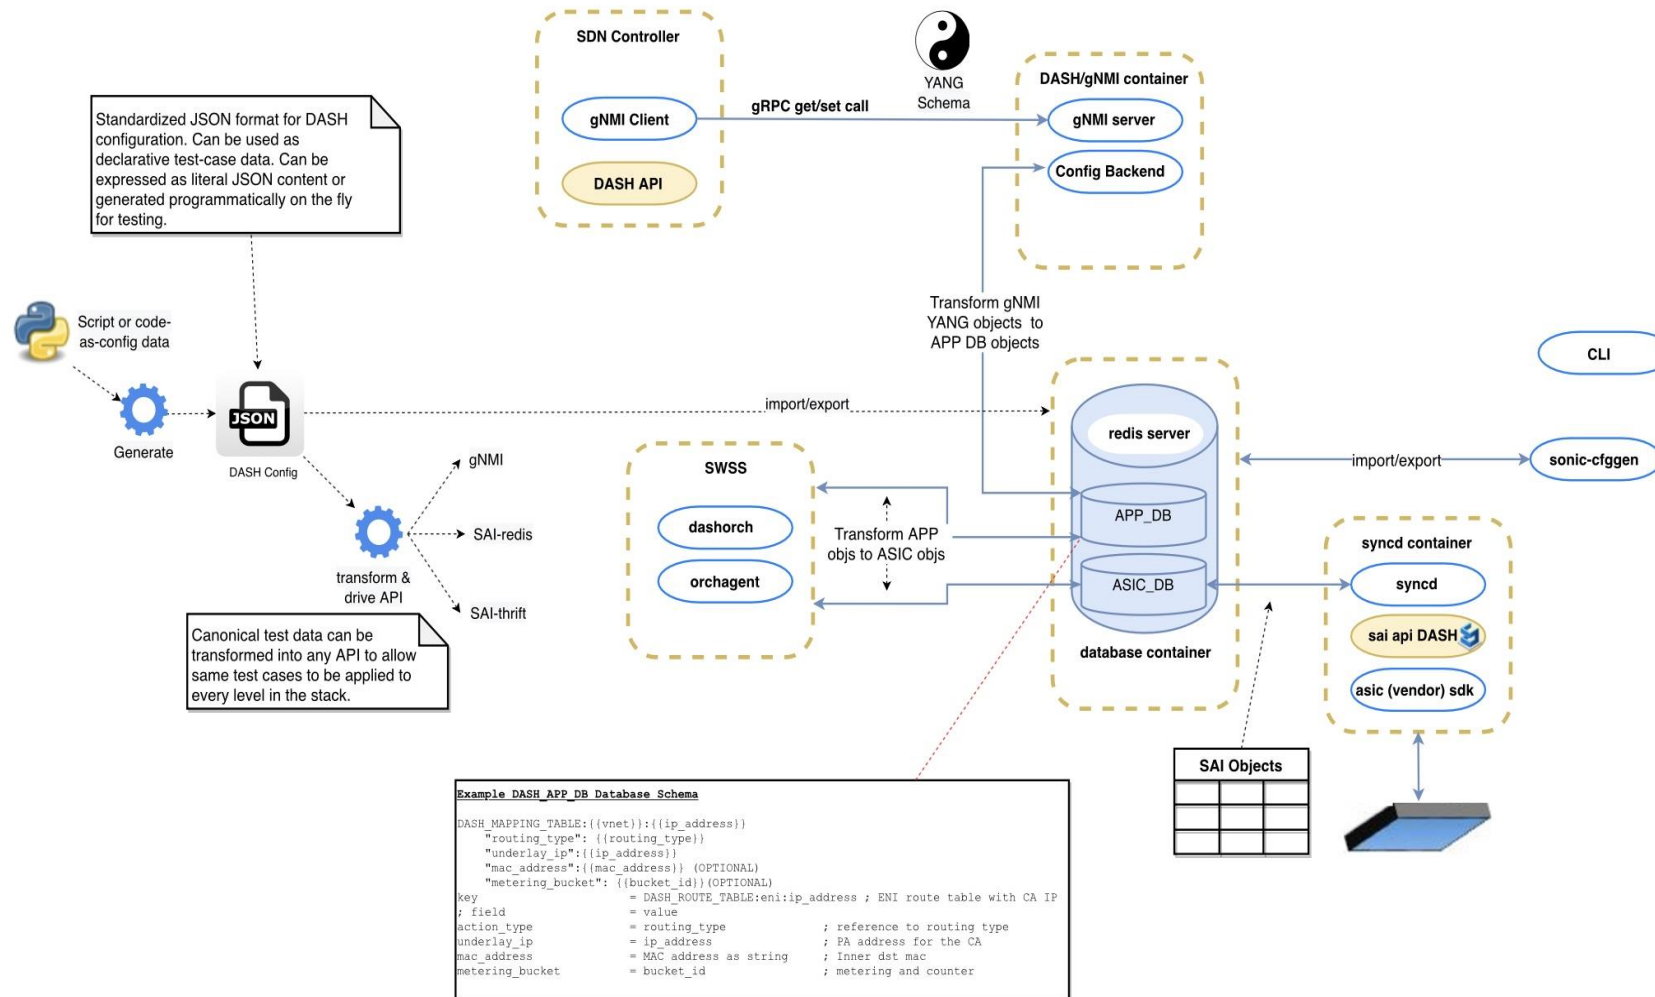 SDN Controller
gNMI Client
DASH API
gRPC get/set call
YANG
Schema
DASH/gNMI container
gNMI server
Config Backend
Standardized JSON format for DASH
configuration. Can be used as
declarative test-case data. Can be
expressed as literal JSON content or
generated programmatically on the fly
for testing.
Transform gNMI
YANG objects to
APP DB objects
Script or code-
as-config data
Generate
JSON
DASH Config
import/export
gNMI
SAI-redis
SAI-thrift
transform &
drive API
Canonical test data can be
transformed into any API to allow
same test cases to be applied to
every level in the stack.
SWSS
dashorch
orchagent
Transform APP
objs to ASIC objs
redis server
APP_DB
ASIC_DB
database container
CLI
import/export
sonic-cfggen
syncd container
syncd
sai api DASH
asic (vendor) sdk
SAI Objects
Example DASH_APP_DB Database Schema
DASH_MAPPING_TABLE:{{vnet}}:{{ip_address}}
"routing_type": {{routing_type}}
"underlay_ip":{{ip_address}}
"mac_address":{{mac_address}} (OPTIONAL)
"metering_bucket": {{bucket_id}}(OPTIONAL)
key = DASH_ROUTE_TABLE:eni:ip_address ; ENI route table with CA IP
; field = value
action_type = routing_type ; reference to routing type
underlay_ip = ip_address ; PA address for the CA
mac_address = MAC address as string ; Inner dst mac
metering_bucket = bucket_id ; metering and counter